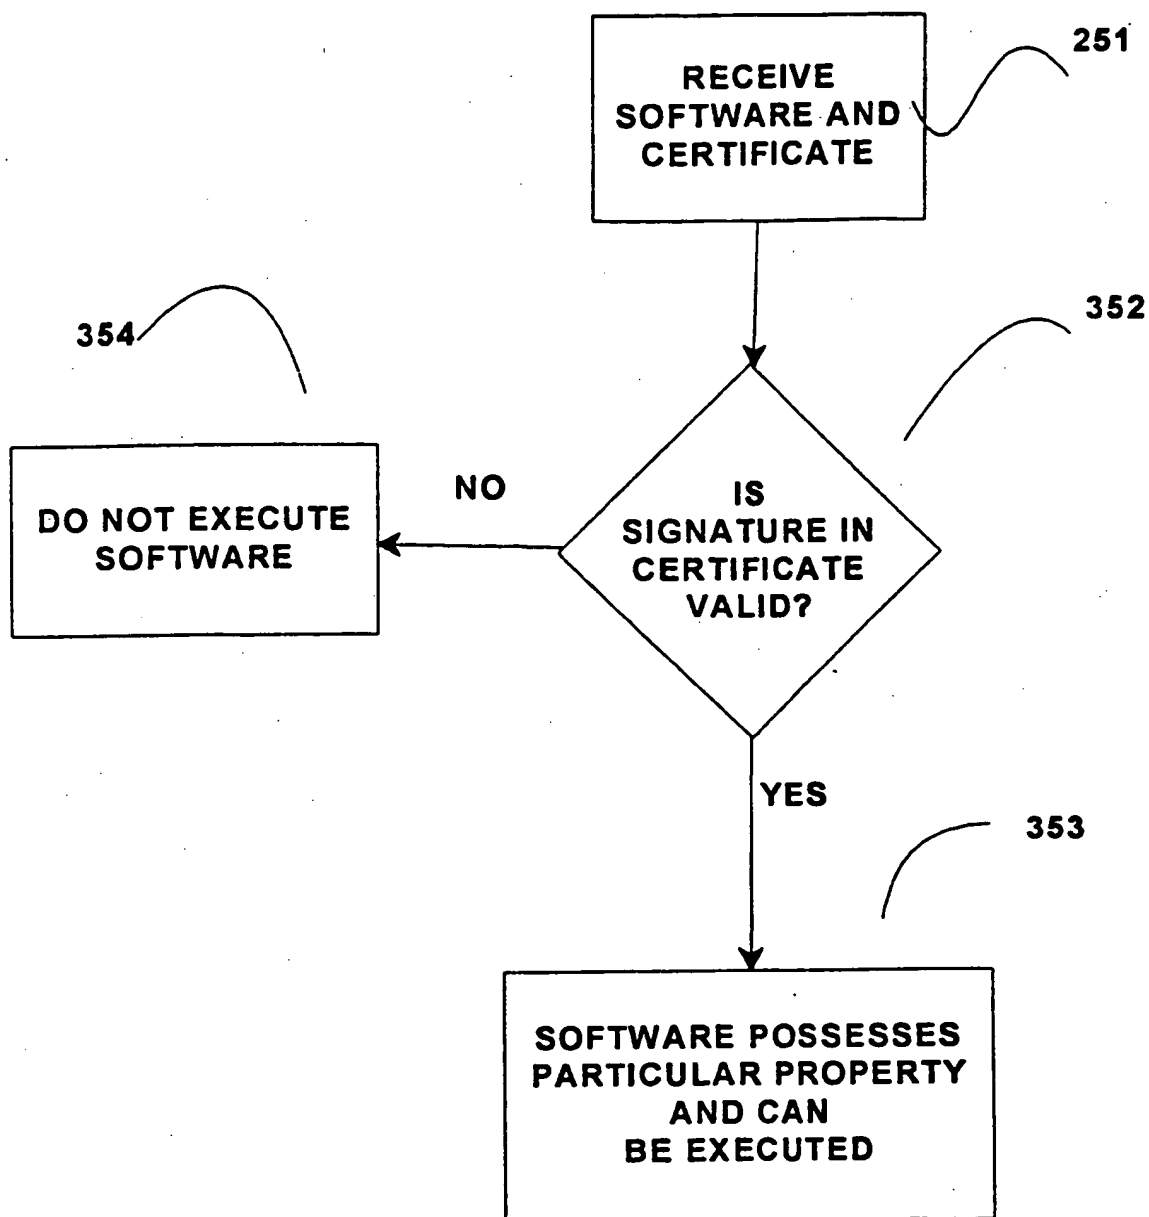 251
RECEIVE
SOFTWARE AND
CERTIFICATE
352
354
IS
SIGNATURE IN
CERTIFICATE
VALID?
NO
DO NOT EXECUTE
SOFTWARE
YES
353
SOFTWARE POSSESSES
PARTICULAR PROPERTY
AND CAN
BE EXECUTED